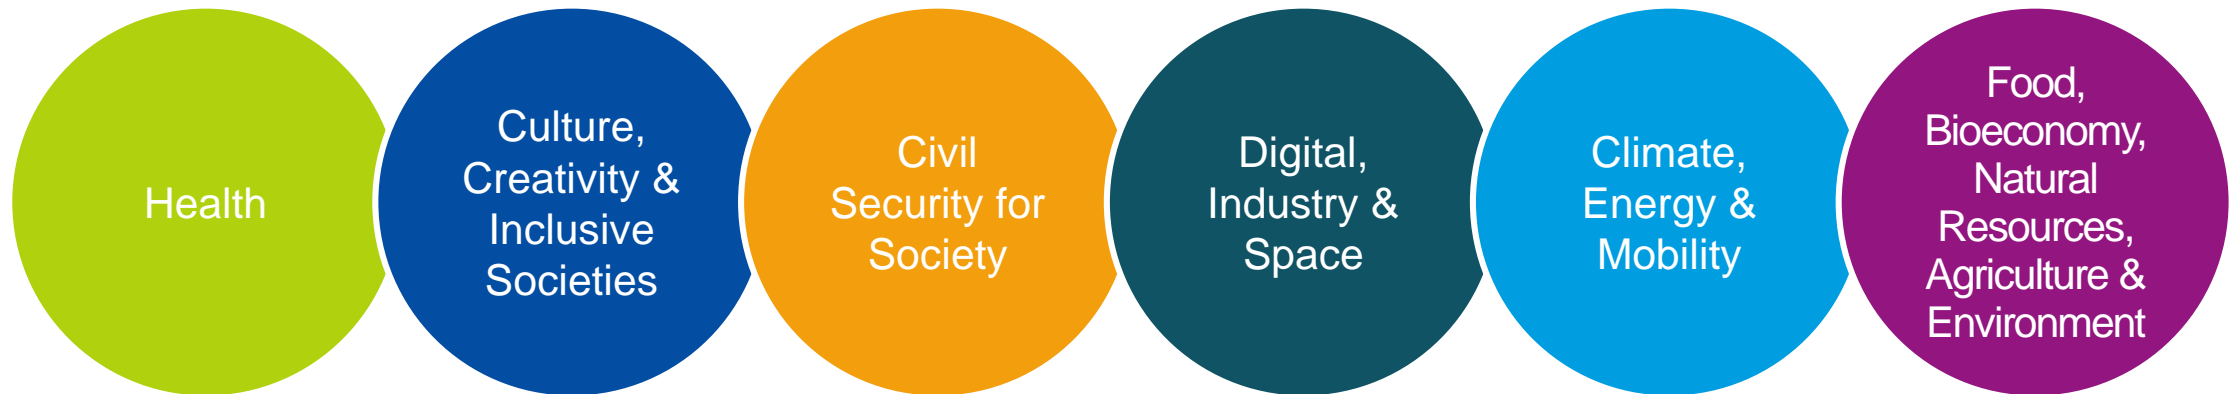 Health
Culture,
Creativity &
Inclusive
Societies
Civil
Security for
Society
Digital,
Industry &
Space
Climate,
Energy &
Mobility
Food,
Bioeconomy,
Natural
Resources,
Agriculture &
Environment